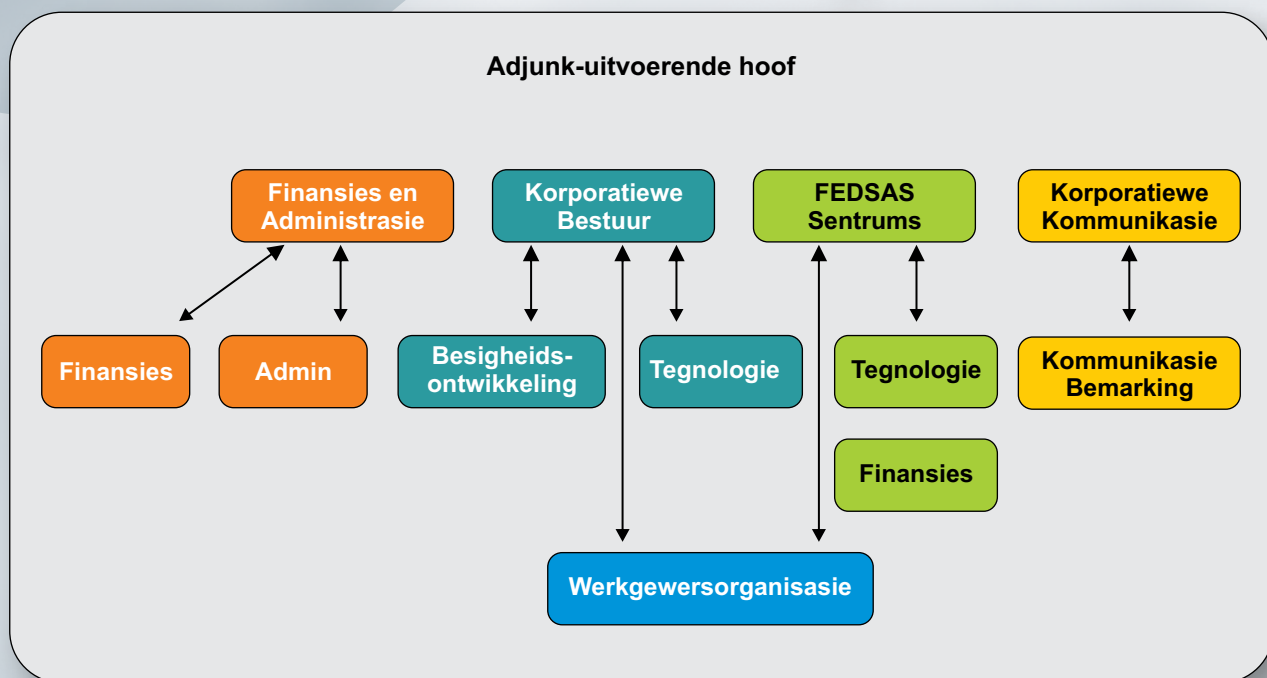 Adjunk-uitvoerende hoof
Finansies en
Administrasie
Korporatiewe
Bestuur
FEDSAS
Sentrums
Korporatiewe
Kommunikasie
Finansies
Admin
Besigheids-
ontwikkeling
Tegnologie
Tegnologie
Kommunikasie
Bemarking
Finansies
Werkgewersorganisasie